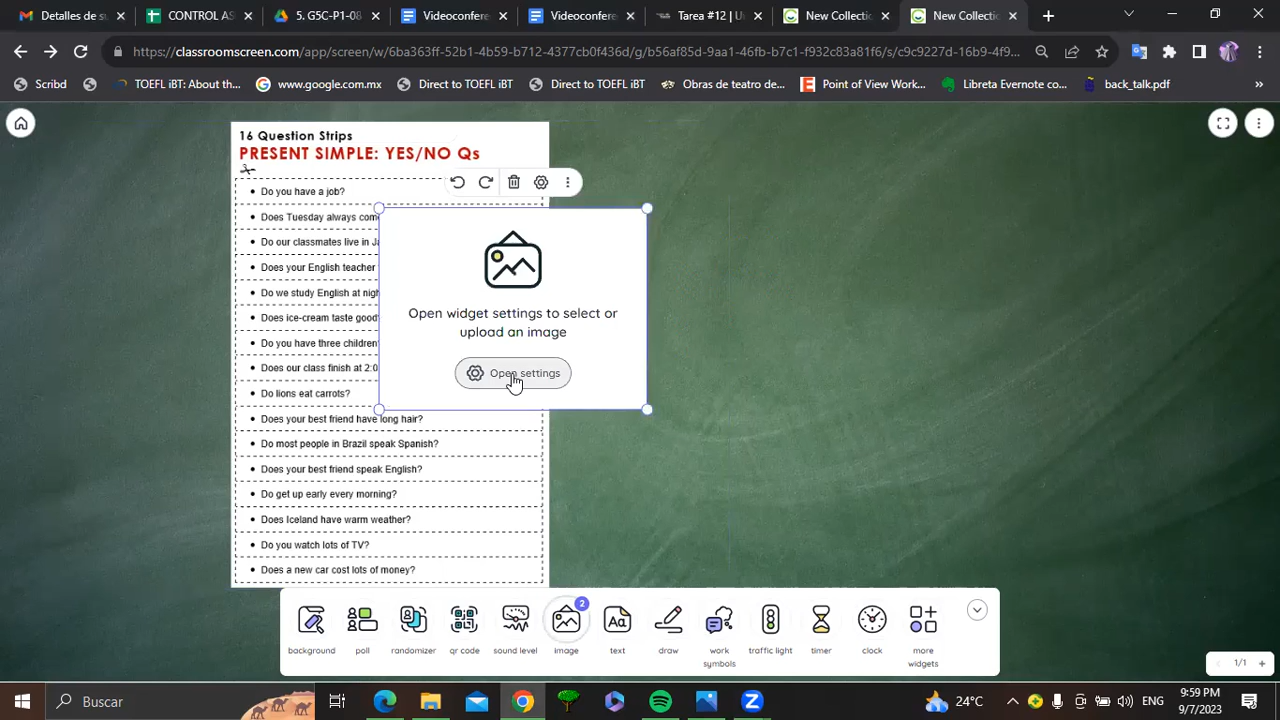 Detalles de su
CONTROL AS
5. GSC-P1-G
Videoconfere
Videoconfere
Tarea #12 | U
New Collectio
New Collectio
https://classroomscreen.com/app/screen/w/6ba363ff-52b1-4b59-b712-4377cb0f436d/g/b56af85d-9aa1-46fb-b7c1-f932c83a81f6/s/c9c9227d-16b9-4f9...
Scribd
TOEFL iBT: About th...
www.google.com.mx
Direct to TOEFL iBT
Direct to TOEFL iBT
Obras de teatro de...
Point of View Work...
Libreta Evernote co...
back_talk.pdf
»
16 Question Strips
PRESENT SIMPLE: YES/NO Qs
• Do you have a job?
• Does Tuesday always com
• Do our classmates live in Ja
• Does your English teacher
• Do we study English at nigh
• Does ice-cream taste good
• Do you have three children
• Does our class finish at 2:0
• Do lions eat carrots?
• Does your best friend have long hair?
• Do most people in Brazil speak Spanish?
• Does your best friend speak English?
• Do get up early every morning?
• Does Iceland have warm weather?
• Do you watch lots of TV?
• Does a new car cost lots of money?
Open widget settings to select or
upload an image
Open settings
background
poll
randomizer
qr code
sound level
2
image
Aa
text
draw
work
symbols
traffic light
timer
clock
more
widgets
1/1
Buscar
24°C
ENG
9:59 PM
9/7/2023